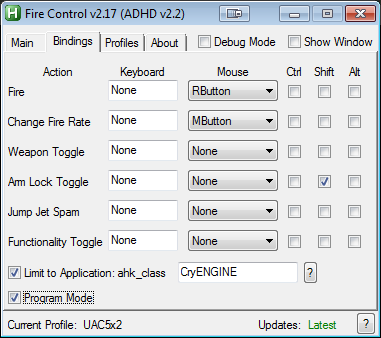 Fire Control v2.17 (ADHD v2.2)
Main Bindings Profiles About Debug Mode Show Window
Action Keyboard Mouse Ctrl Shift Alt
Fire None RButton
Change Fire Rate None MButton
Weapon Toggle None None
Arm Lock Toggle None None
Jump Jet Spam None None
Functionality Toggle None None
Limit to Application: ahk_class CryENGINE ?
Program Mode
Current Profile: UAC5x2 Updates: Latest ?